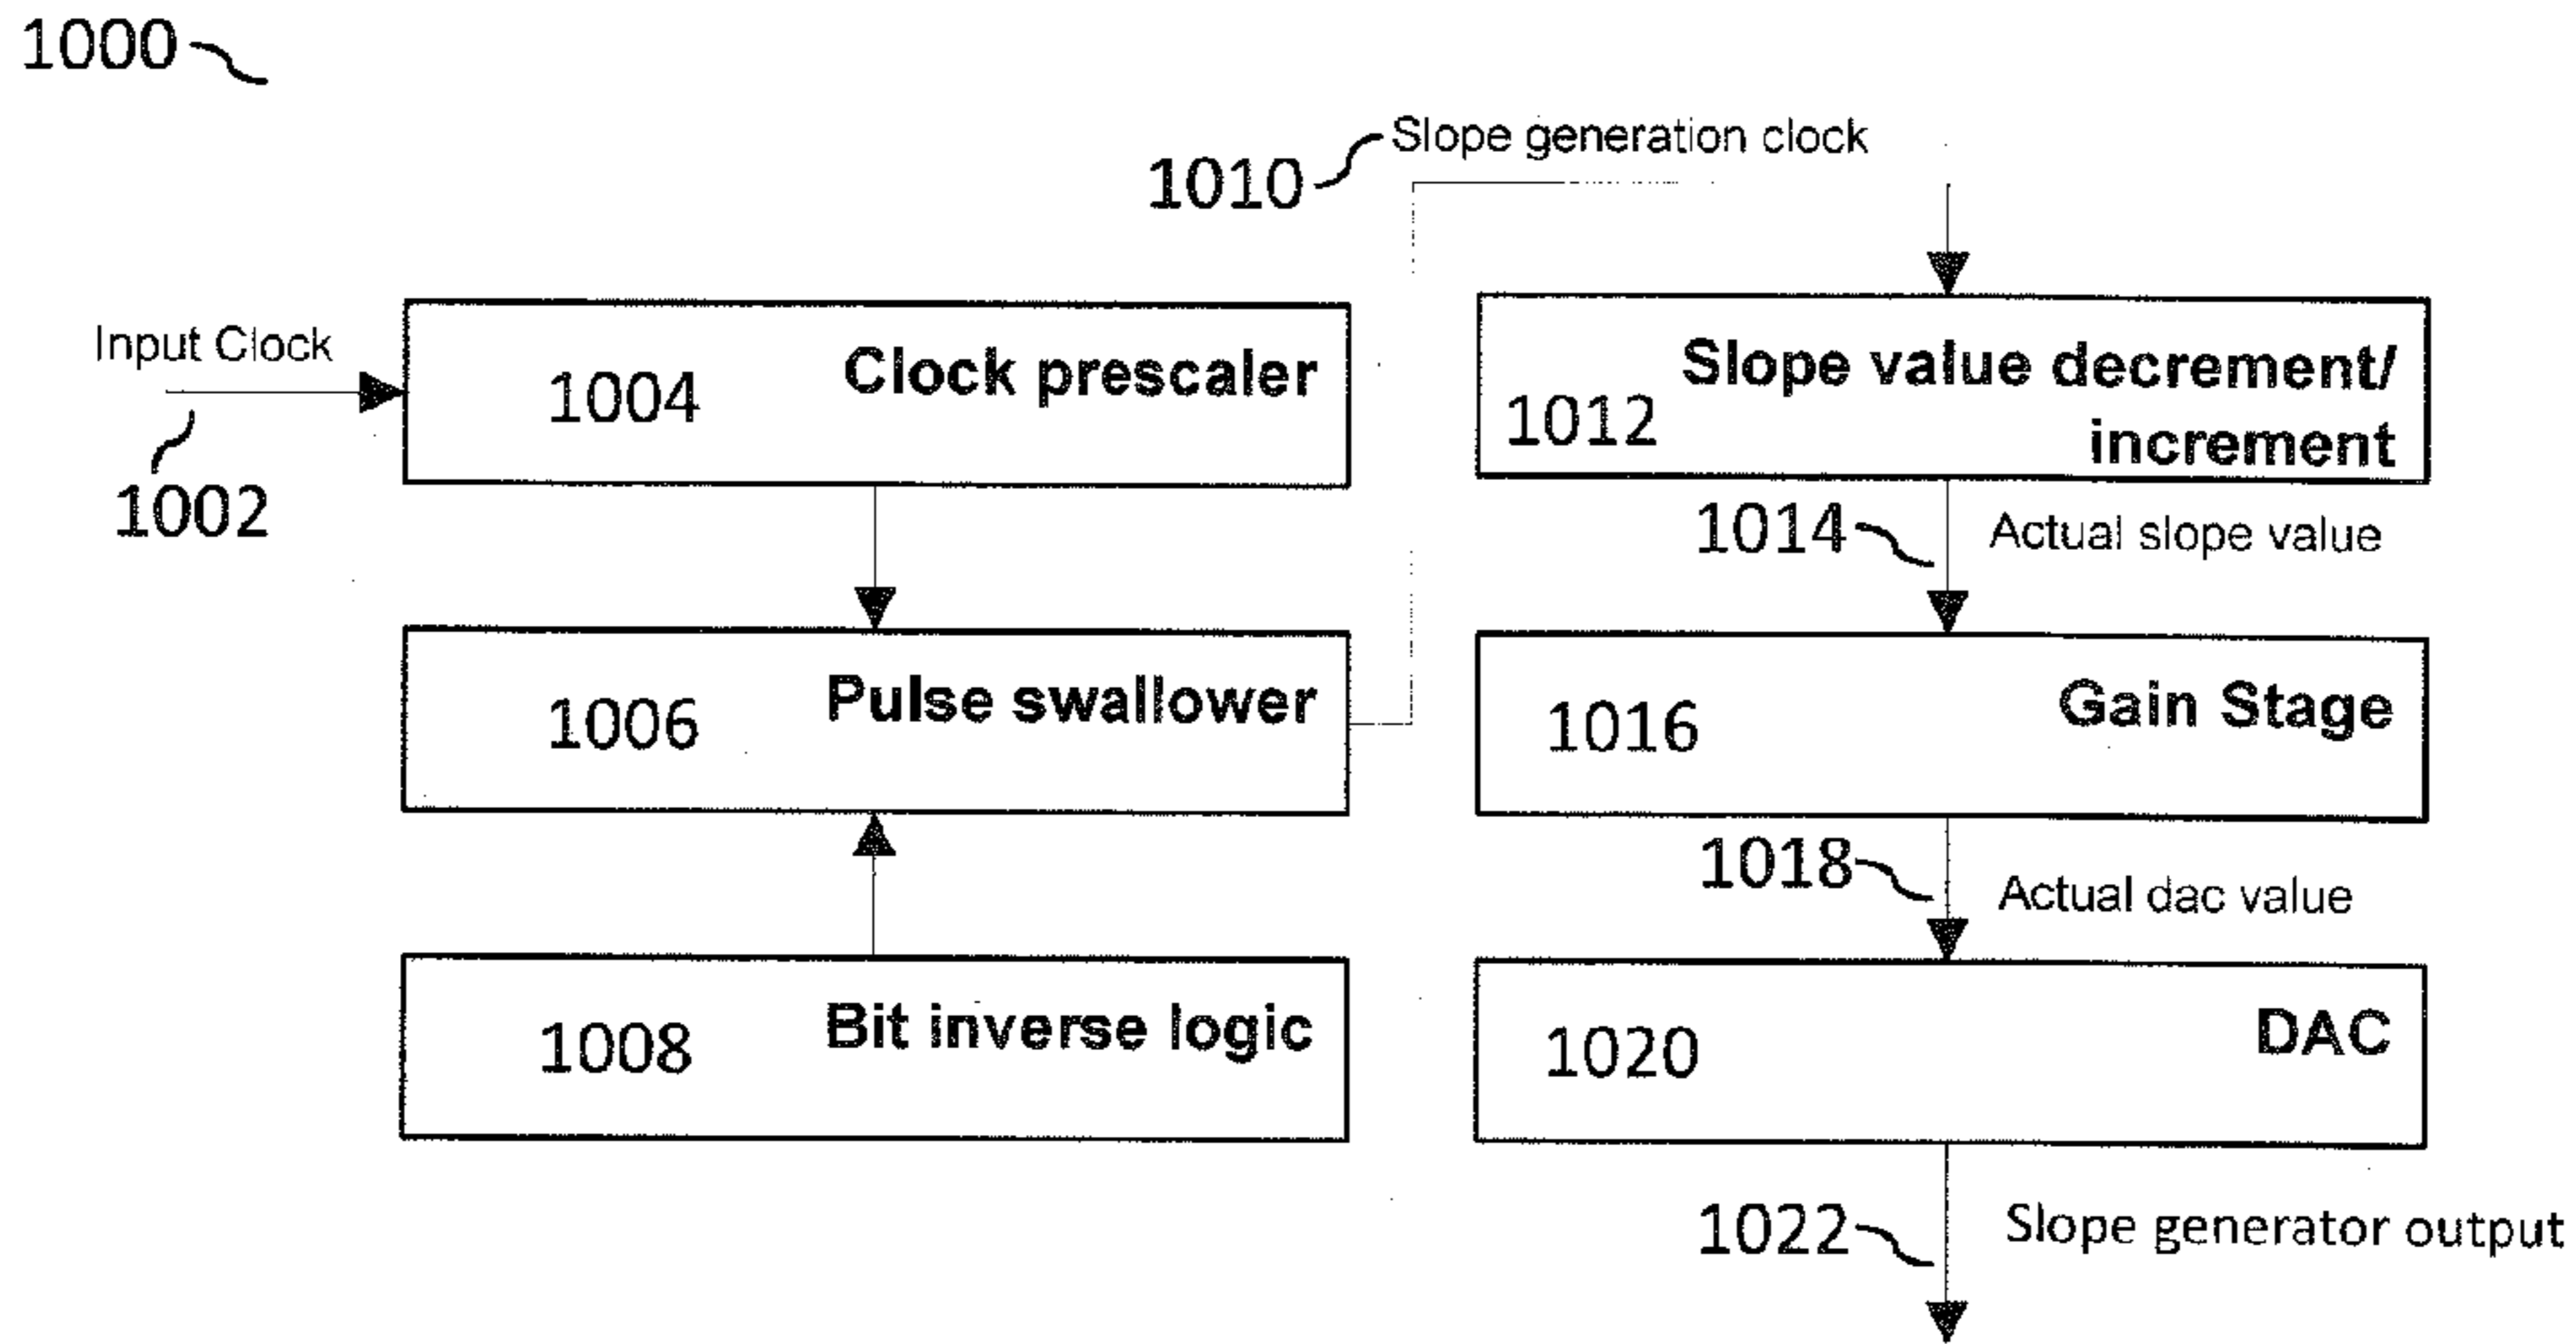 1000
Slope generation clock
1010
Input Clock
1002
Clock prescaler
1004
Pulse swallower
1006
Bit inverse logic
1008
Slope value decrement/
increment
1012
1014
Actual slope value
Gain Stage
1016
1018
Actual dac value
DAC
1020
1022
Slope generator output